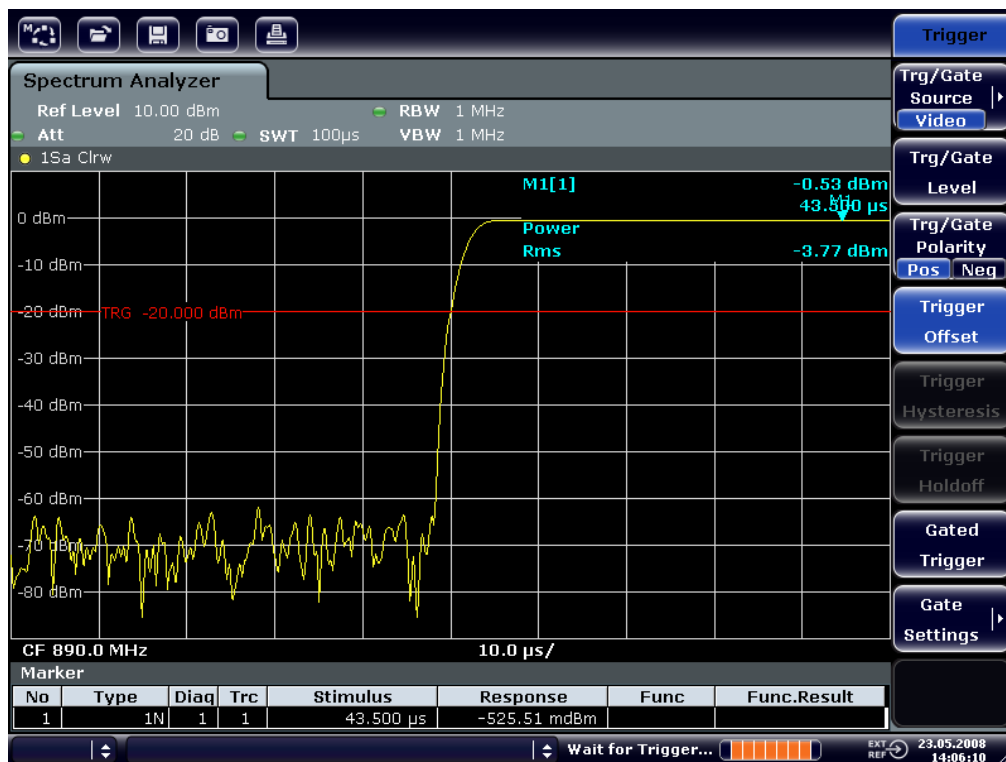 Spectrum Analyzer
Ref Level 10.00 dBm RBW 1 MHz
Att 20 dB SWT 100µs VBW 1 MHz
1Sa Clrw
M1[1] -0.53 dBm
43.500 µs
M1
Power
Rms -3.77 dBm
0 dBm
-10 dBm
-20 dBm
TRG -20.000 dBm
-30 dBm
-40 dBm
-50 dBm
-60 dBm
-70 dBm
-80 dBm
CF 890.0 MHz 10.0 µs/
Marker
No Type Diag Trc Stimulus Response Func Func.Result
1 1N 1 1 43.500 µs -525.51 mdBm
Wait for Trigger...
EXT REF
23.05.2008
14:06:10
Trigger
Trg/Gate
Source
Video
Trg/Gate
Level
Trg/Gate
Polarity
Pos Neg
Trigger
Offset
Trigger
Hysteresis
Trigger
Holdoff
Gated
Trigger
Gate
Settings